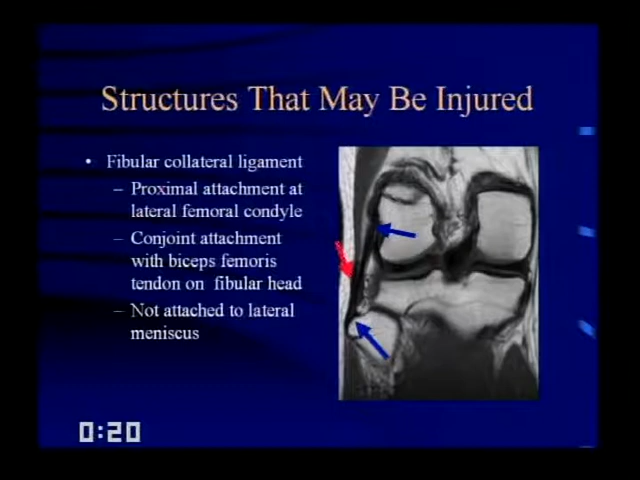 Structures That May Be Injured
• Fibular collateral ligament
– Proximal attachment at
lateral femoral condyle
– Conjoint attachment
with biceps femoris
tendon on fibular head
– Not attached to lateral
meniscus
0:20